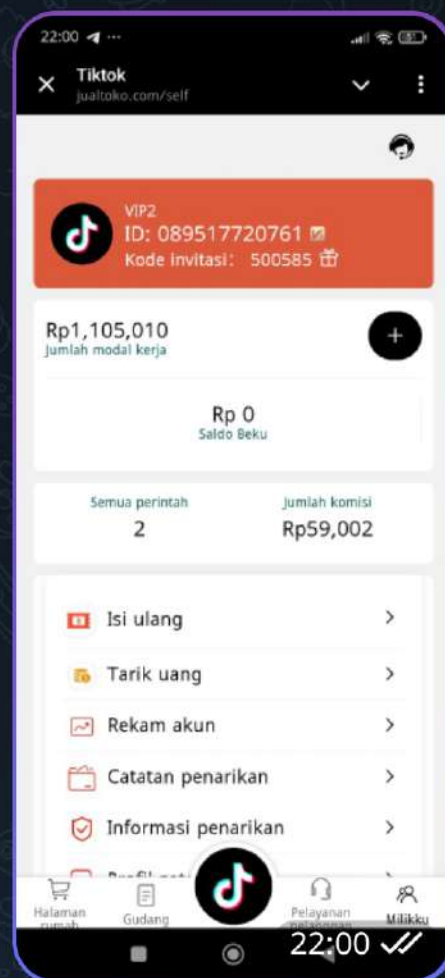 22:00
Tiktok
jualtoko.com/self
VIP2
ID: 089517720761
Kode invitasi: 500585
Rp1,105,010
Jumlah modal kerja
Rp 0
Saldo Beku
Semua perintah
Jumlah komisi
2
Rp59,002
Isi ulang
Tarik uang
Rekam akun
Catatan penarikan
Informasi penarikan
Halaman rumah
Gudang
Pelayanan
Milikku
22:00